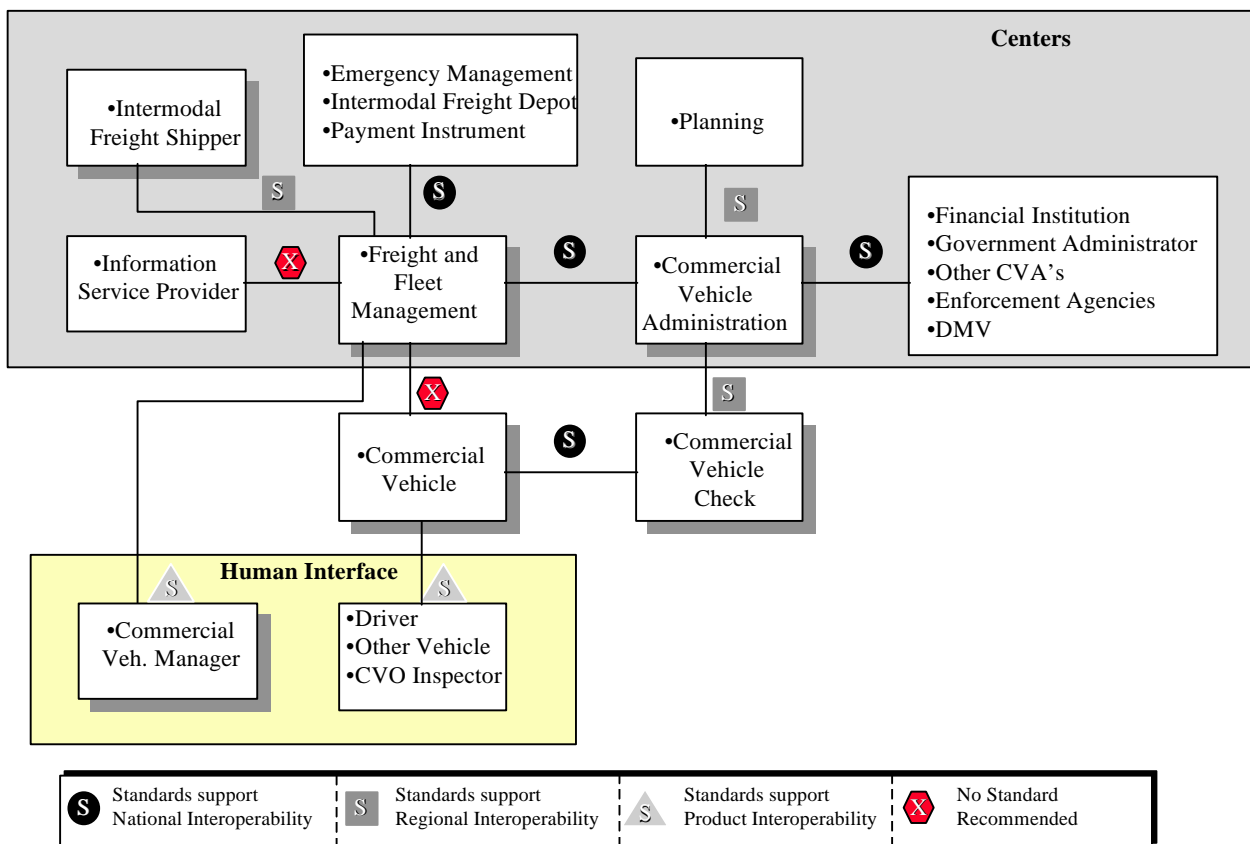 Centers
•Intermodal
Freight Shipper
•Emergency Management
•Intermodal Freight Depot
•Payment Instrument
•Planning
S
S
S
•Information
Service Provider
X
•Freight and
Fleet
Management
S
•Commercial
Vehicle
Administration
S
•Financial Institution
•Government Administrator
•Other CVA's
•Enforcement Agencies
•DMV
X
S
•Commercial
Vehicle
S
•Commercial
Vehicle
Check
Human Interface
S
S
•Commercial
Veh. Manager
•Driver
•Other Vehicle
•CVO Inspector
S
Standards support
National Interoperability
S
Standards support
Regional Interoperability
S
Standards support
Product Interoperability
X
No Standard
Recommended